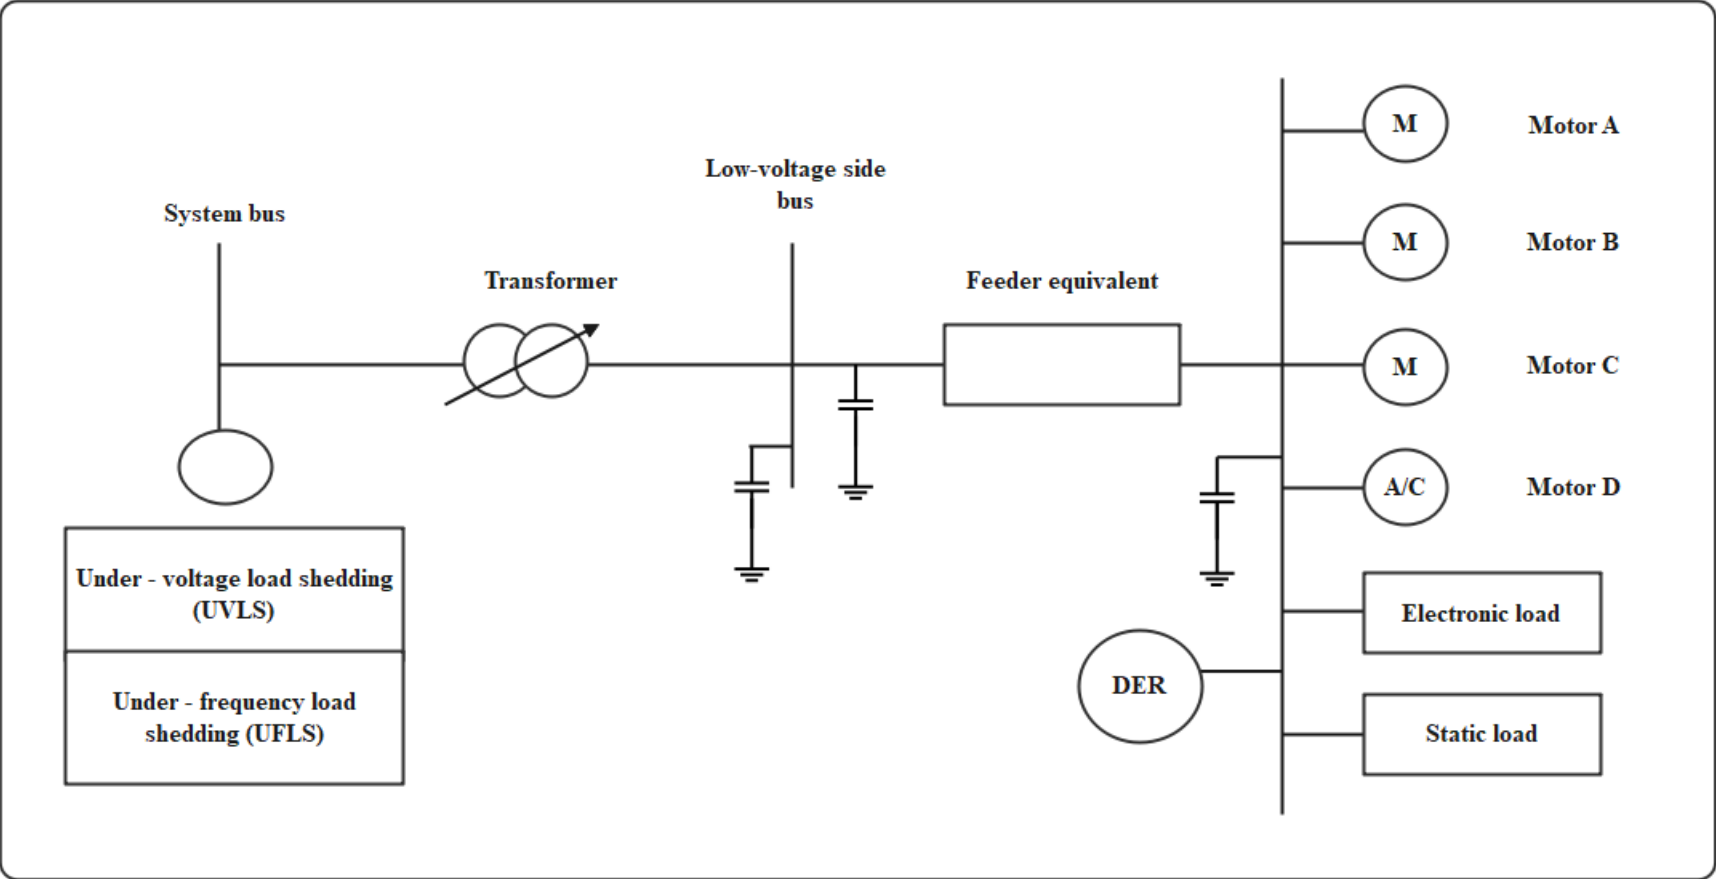 System bus
Transformer
Low-voltage side
bus
Feeder equivalent
M
Motor A
M
Motor B
M
Motor C
A/C
Motor D
Electronic load
Static load
DER
Under - voltage load shedding
(UVLS)
Under - frequency load
shedding (UFLS)